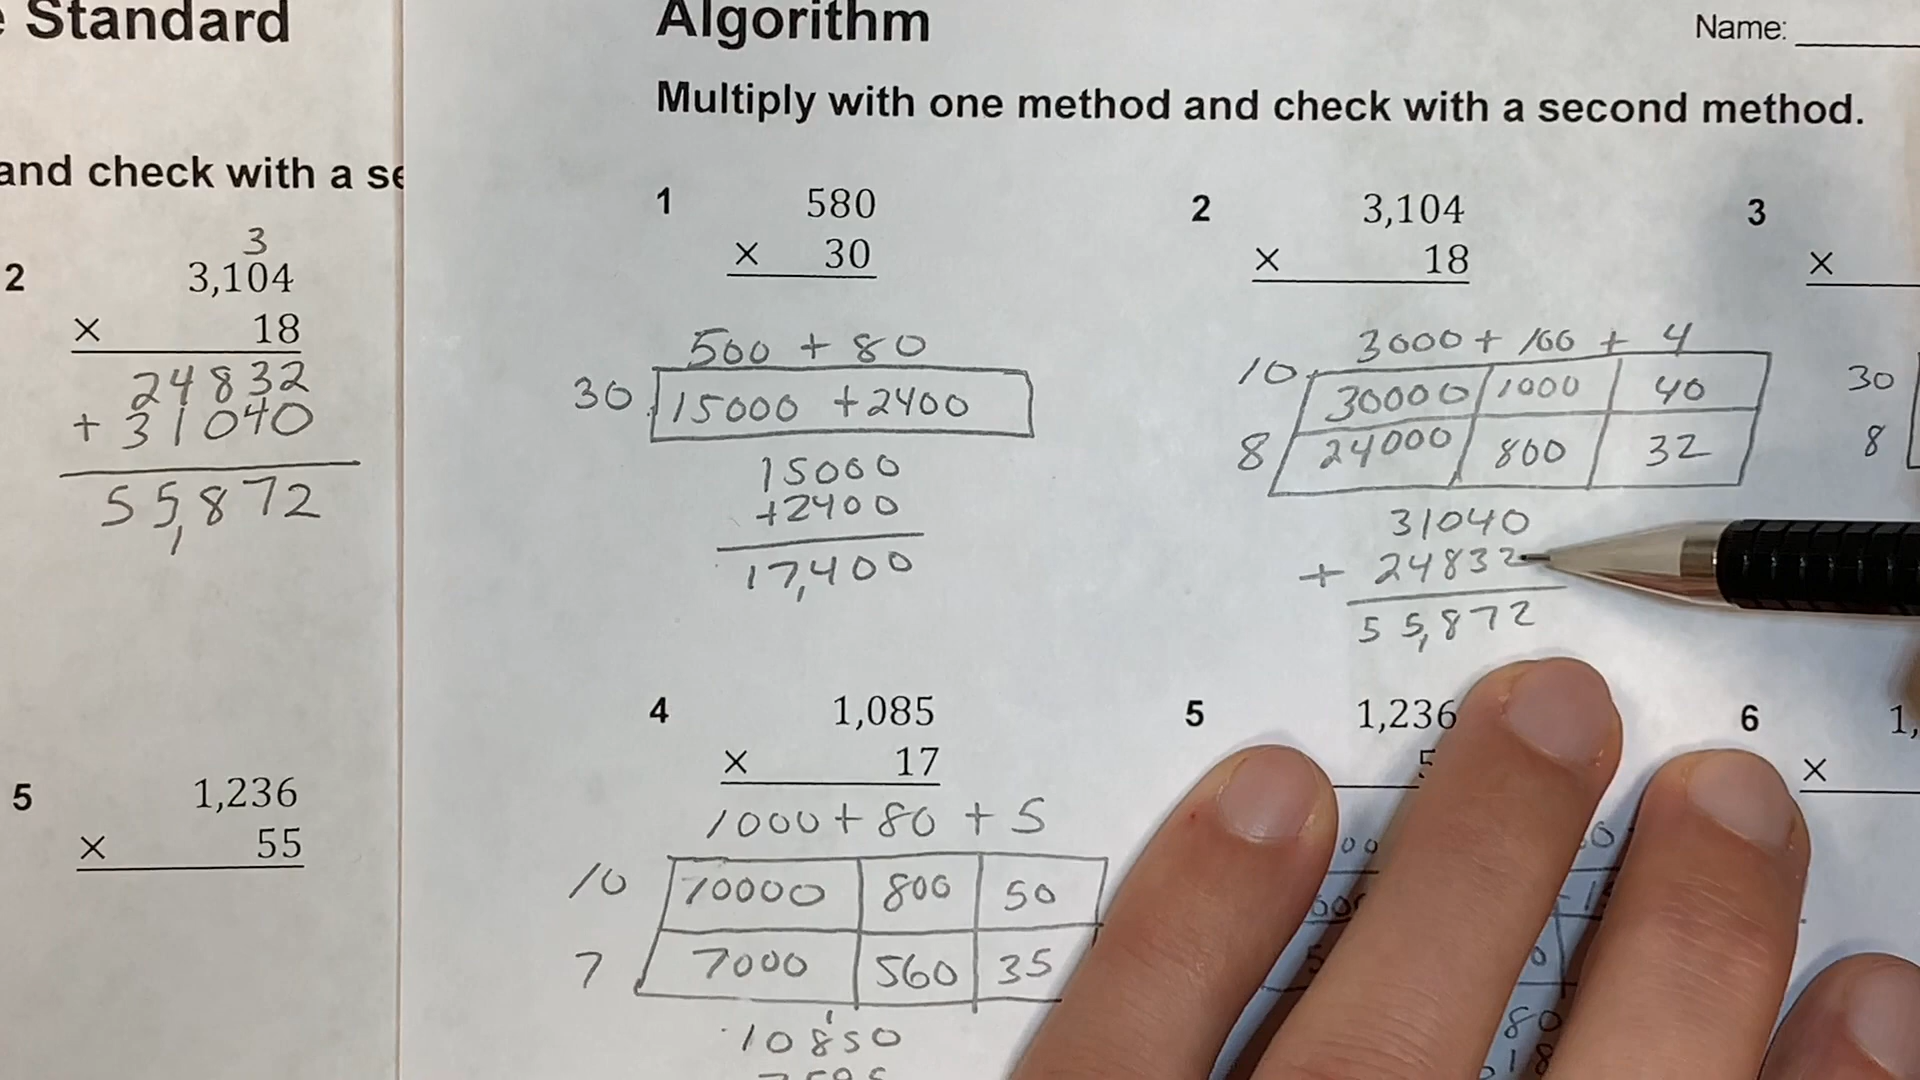 Standard
and check with a se
3
2 3,104
× 18
24832
+ 31040
55,872
5 1,236
× 55
Algorithm
Name:
Multiply with one method and check with a second method.
1 580
× 30
500 + 80
30 15000 + 2400
15000
+2400
17,400
2 3,104
× 18
3000 + 100 + 4
10 30000 1000 40
8 24000 800 32
31040
+ 24832
55,872
3
×
30
8
4 1,085
× 17
1000 + 80 + 5
10 10000 800 50
7 7000 560 35
1
10850
5 1,236
6 1,
×